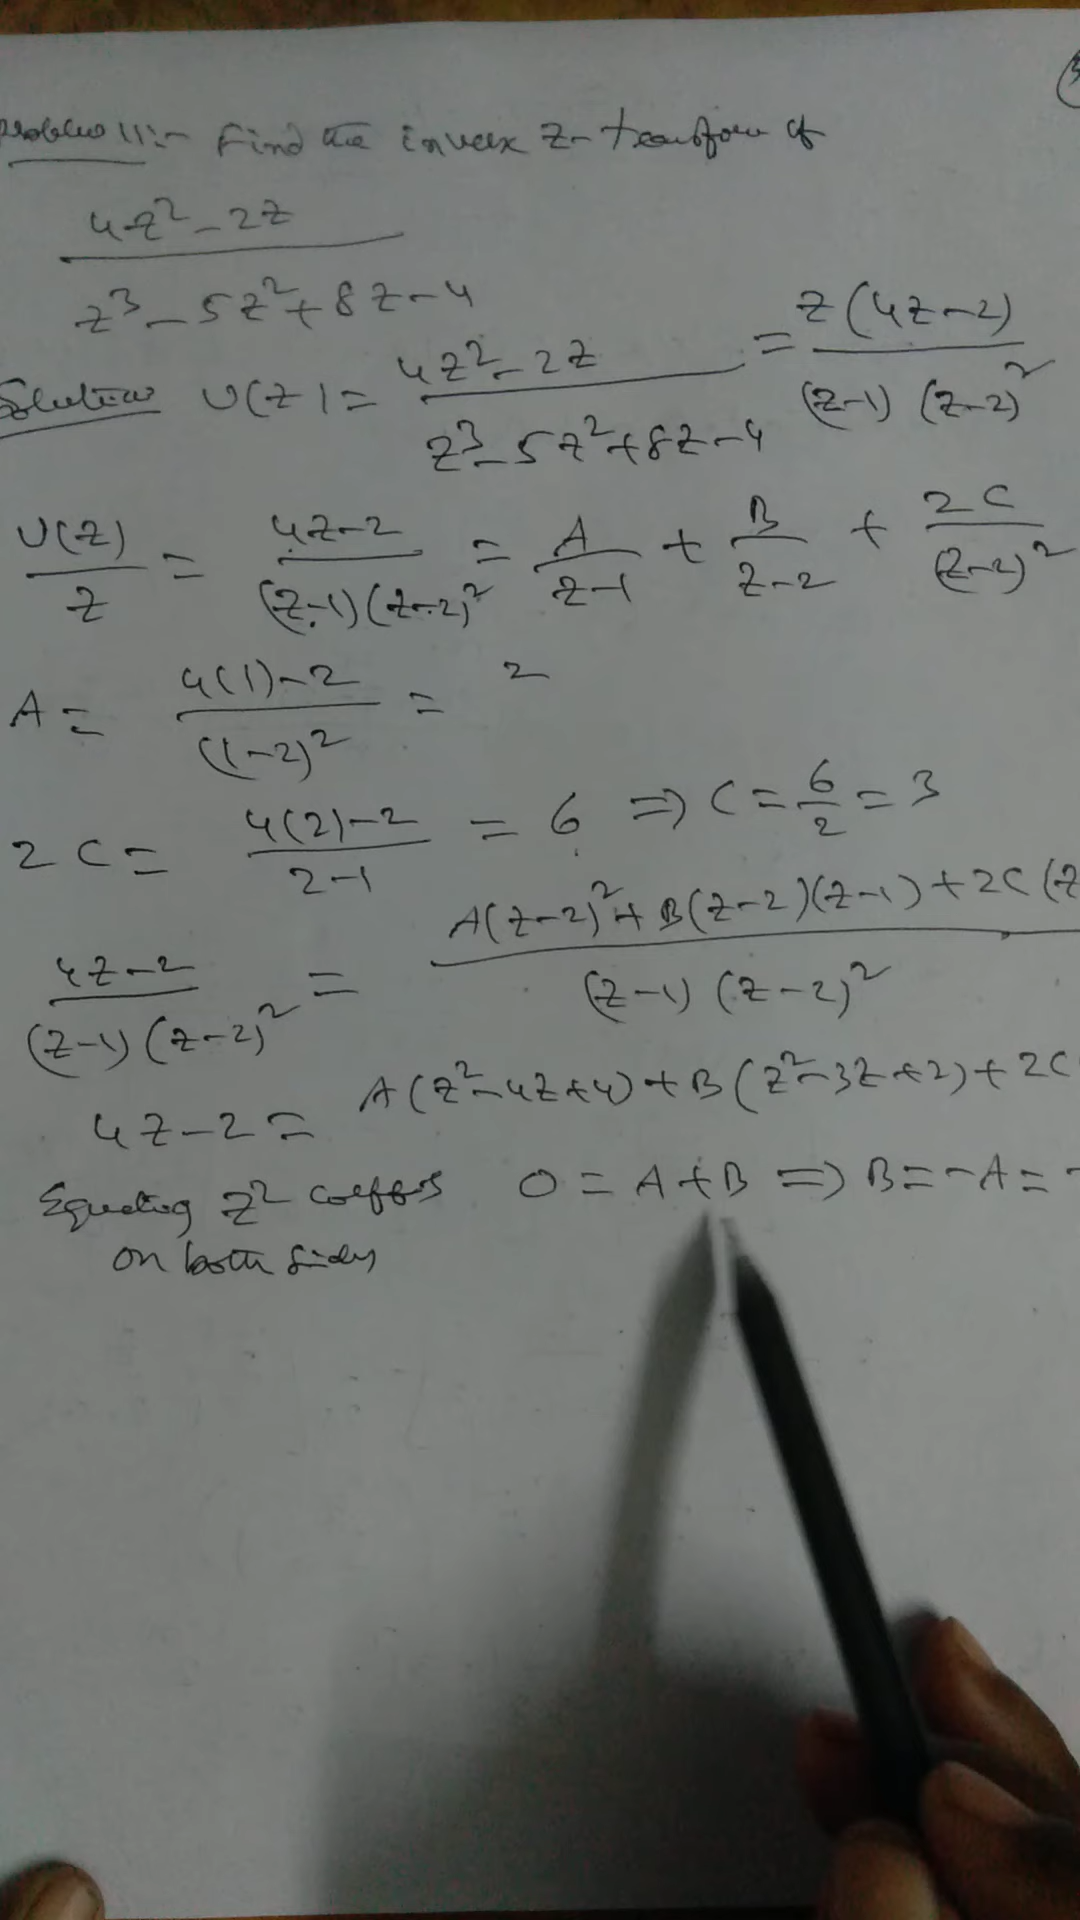 Problem 11:- Find the inverse Z-transform of
4z² - 2z / z³ - 5z² + 8z - 4
Solution U(z) = 4z² - 2z / z³ - 5z² + 8z - 4 = z(4z-2) / (z-1)(z-2)²
U(z)/z = 4z-2 / (z-1)(z-2)² = A/z-1 + B/z-2 + 2C/(z-2)²
A = 4(1)-2 / (1-2)² = 2
2C = 4(2)-2 / 2-1 = 6 ⇒ C = 6/2 = 3
4z-2 / (z-1)(z-2)² = A(z-2)² + B(z-2)(z-1) + 2C(z / (z-1)(z-2)²
4z-2 = A(z²-4z+4) + B(z²-3z+2) + 2C
Equating z² coeffs 0 = A+B ⇒ B = -A = -
on both sides